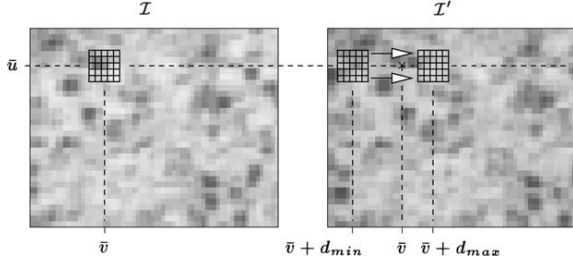 ℐ ℐ′
ū
v̄ v̄ + d_min v̄ v̄ + d_max